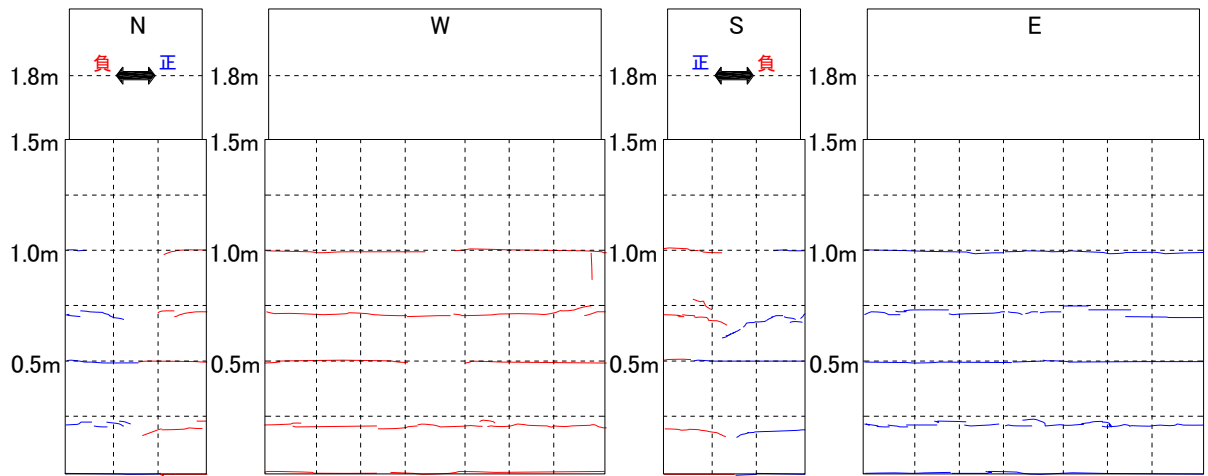 N W S E
負 正 正 負
1.8m 1.8m 1.8m 1.8m
1.5m 1.5m 1.5m 1.5m
1.0m 1.0m 1.0m 1.0m
0.5m 0.5m 0.5m 0.5m